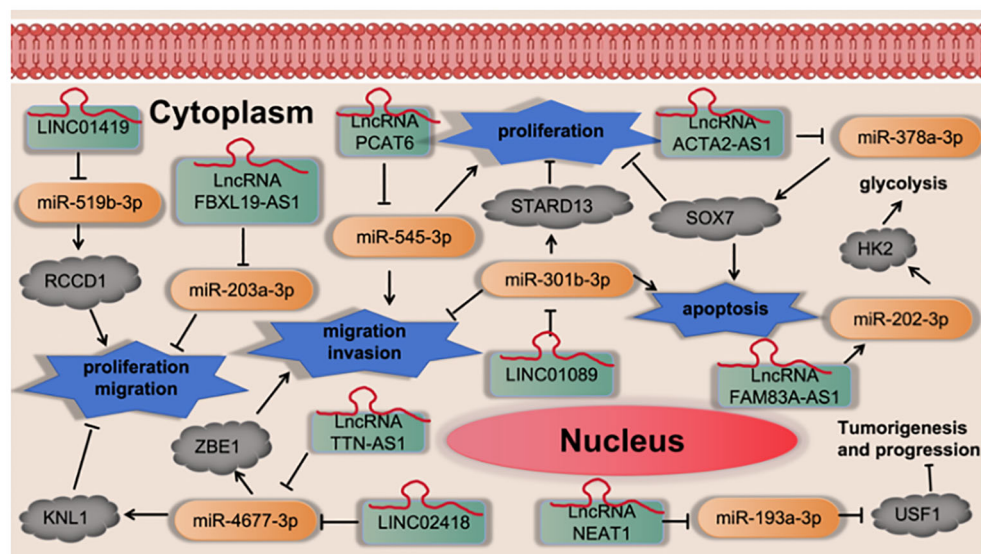 Cytoplasm
LINC01419
miR-519b-3p
RCCD1
LncRNA
FBXL19-AS1
miR-203a-3p
proliferation
migration
KNL1
LncRNA
PCAT6
miR-545-3p
migration
invasion
ZBE1
LncRNA
TTN-AS1
miR-4677-3p
LINC02418
proliferation
STARD13
miR-301b-3p
LINC01089
LncRNA
ACTA2-AS1
miR-378a-3p
SOX7
apoptosis
glycolysis
HK2
miR-202-3p
LncRNA
FAM83A-AS1
Nucleus
LncRNA
NEAT1
miR-193a-3p
USF1
Tumorigenesis
and progression